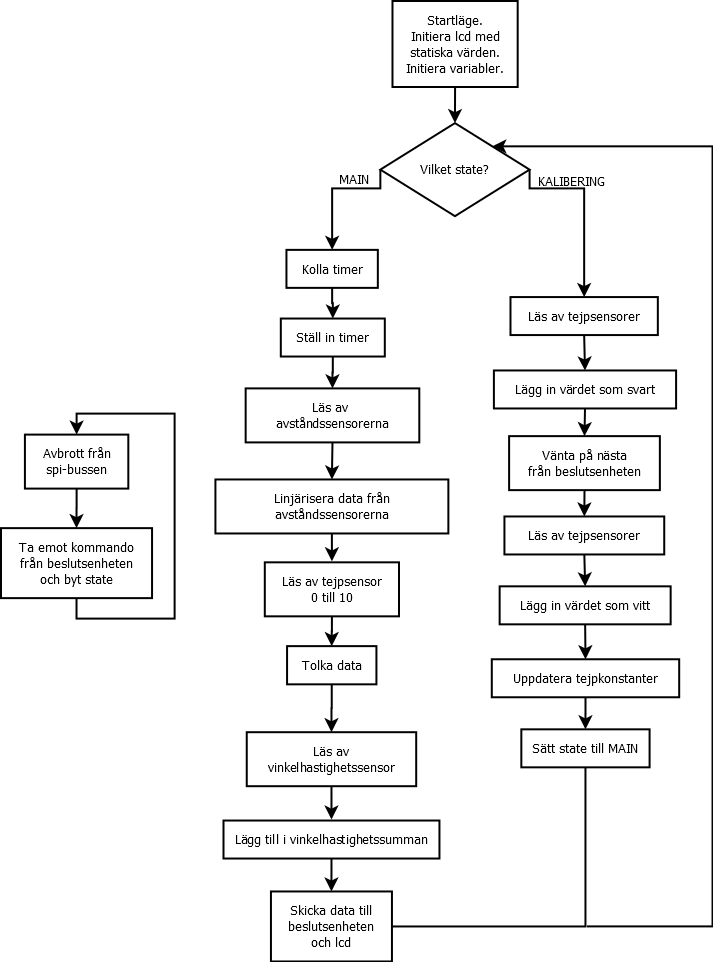 Startläge.
Initiera lcd med
statiska värden.
Initiera variabler.
Vilket state?
MAIN
KALIBERING
Kolla timer
Ställ in timer
Läs av
avståndssensorerna
Linjärisera data från
avståndssensorerna
Läs av tejpsensor
0 till 10
Tolka data
Läs av
vinkelhastighetssensor
Lägg till i vinkelhastighetssumman
Skicka data till
beslutsenheten
och lcd
Läs av tejpsensorer
Lägg in värdet som svart
Vänta på nästa
från beslutsenheten
Läs av tejpsensorer
Lägg in värdet som vitt
Uppdatera tejpkonstanter
Sätt state till MAIN
Avbrott från
spi-bussen
Ta emot kommando
från beslutsenheten
och byt state